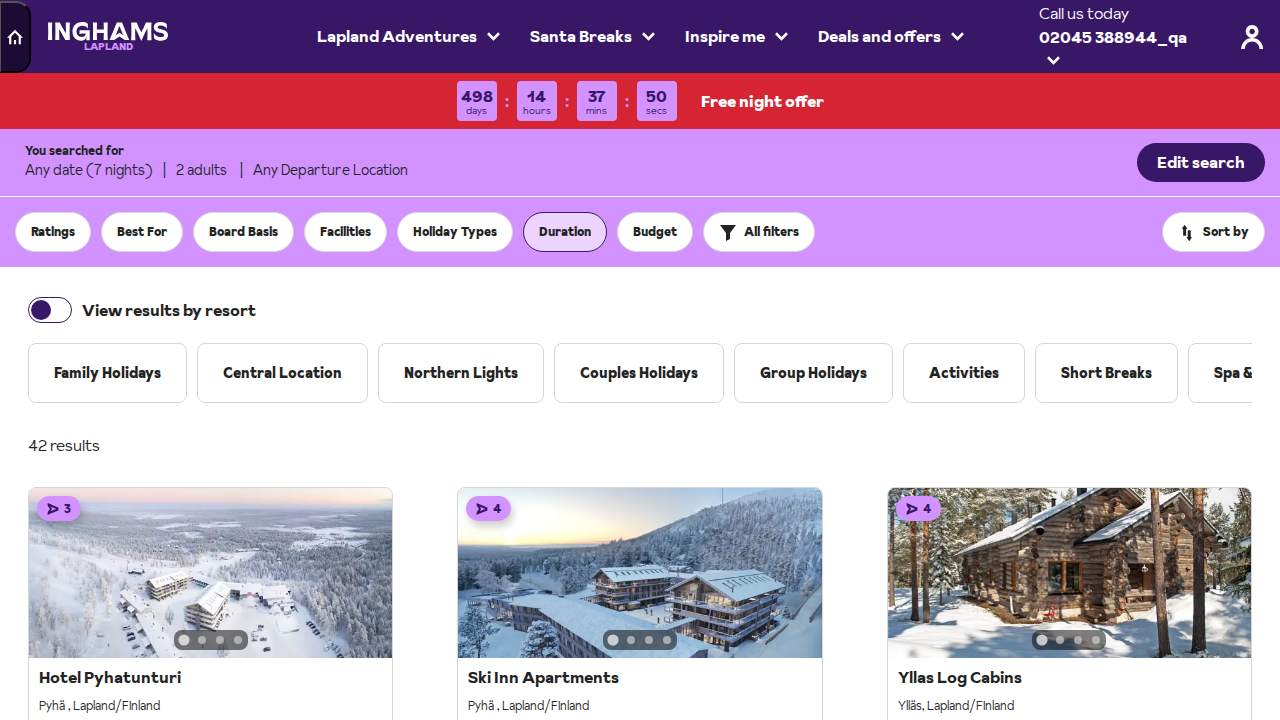 INGHAMS
LAPLAND
Lapland Adventures
Santa Breaks
Inspire me
Deals and offers
Call us today
02045 388944_qa
498 days : 14 hours : 37 mins : 50 secs
Free night offer
You searched for
Any date (7 nights) | 2 adults | Any Departure Location
Edit search
Ratings
Best For
Board Basis
Facilities
Holiday Types
Duration
Budget
All filters
Sort by
View results by resort
Family Holidays
Central Location
Northern Lights
Couples Holidays
Group Holidays
Activities
Short Breaks
Spa &
42 results
3
4
4
Hotel Pyhatunturi
Pyhä , Lapland/FInland
Ski Inn Apartments
Pyhä , Lapland/FInland
Yllas Log Cabins
Ylläs, Lapland/FInland